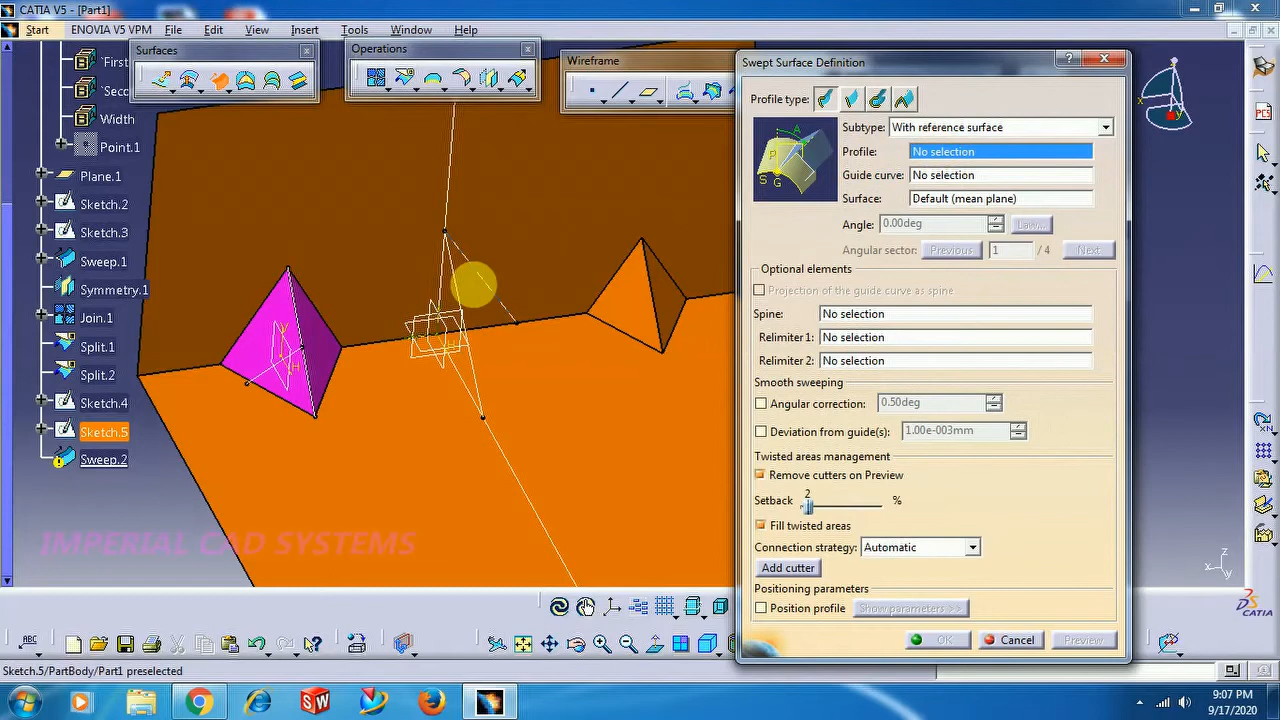 CATIA V5 - [Part1]
Start ENOVIA V5 VPM File Edit View Insert Tools Window Help
Surfaces
Operations
Wireframe
First
Seco
Width
Point.1
Plane.1
Sketch.2
Sketch.3
Sweep.1
Symmetry.1
Join.1
Split.1
Split.2
Sketch.4
Sketch.5
Sweep.2
Swept Surface Definition
Profile type:
Subtype: With reference surface
Profile: No selection
Guide curve: No selection
Surface: Default (mean plane)
Angle: 0.00deg Law...
Angular sector: Previous 1 / 4 Next
Optional elements
Projection of the guide curve as spine
Spine: No selection
Relimiter 1: No selection
Relimiter 2: No selection
Smooth sweeping
Angular correction: 0.50deg
Deviation from guide(s): 1.00e-003mm
Twisted areas management
Remove cutters on Preview
Setback 2 %
Fill twisted areas
Connection strategy: Automatic
Add cutter
Positioning parameters
Position profile Show parameters >>
OK Cancel Preview
AD SYSTEMS
Sketch.5/PartBody/Part1 preselected
9:07 PM
9/17/2020